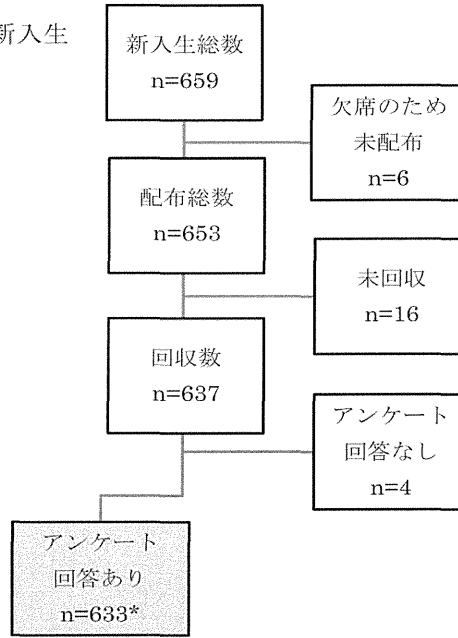 新入生
新入生総数
n=659
欠席のため
未配布
n=6
配布総数
n=653
未回収
n=16
回収数
n=637
アンケート
回答なし
n=4
アンケート
回答あり
n=633*